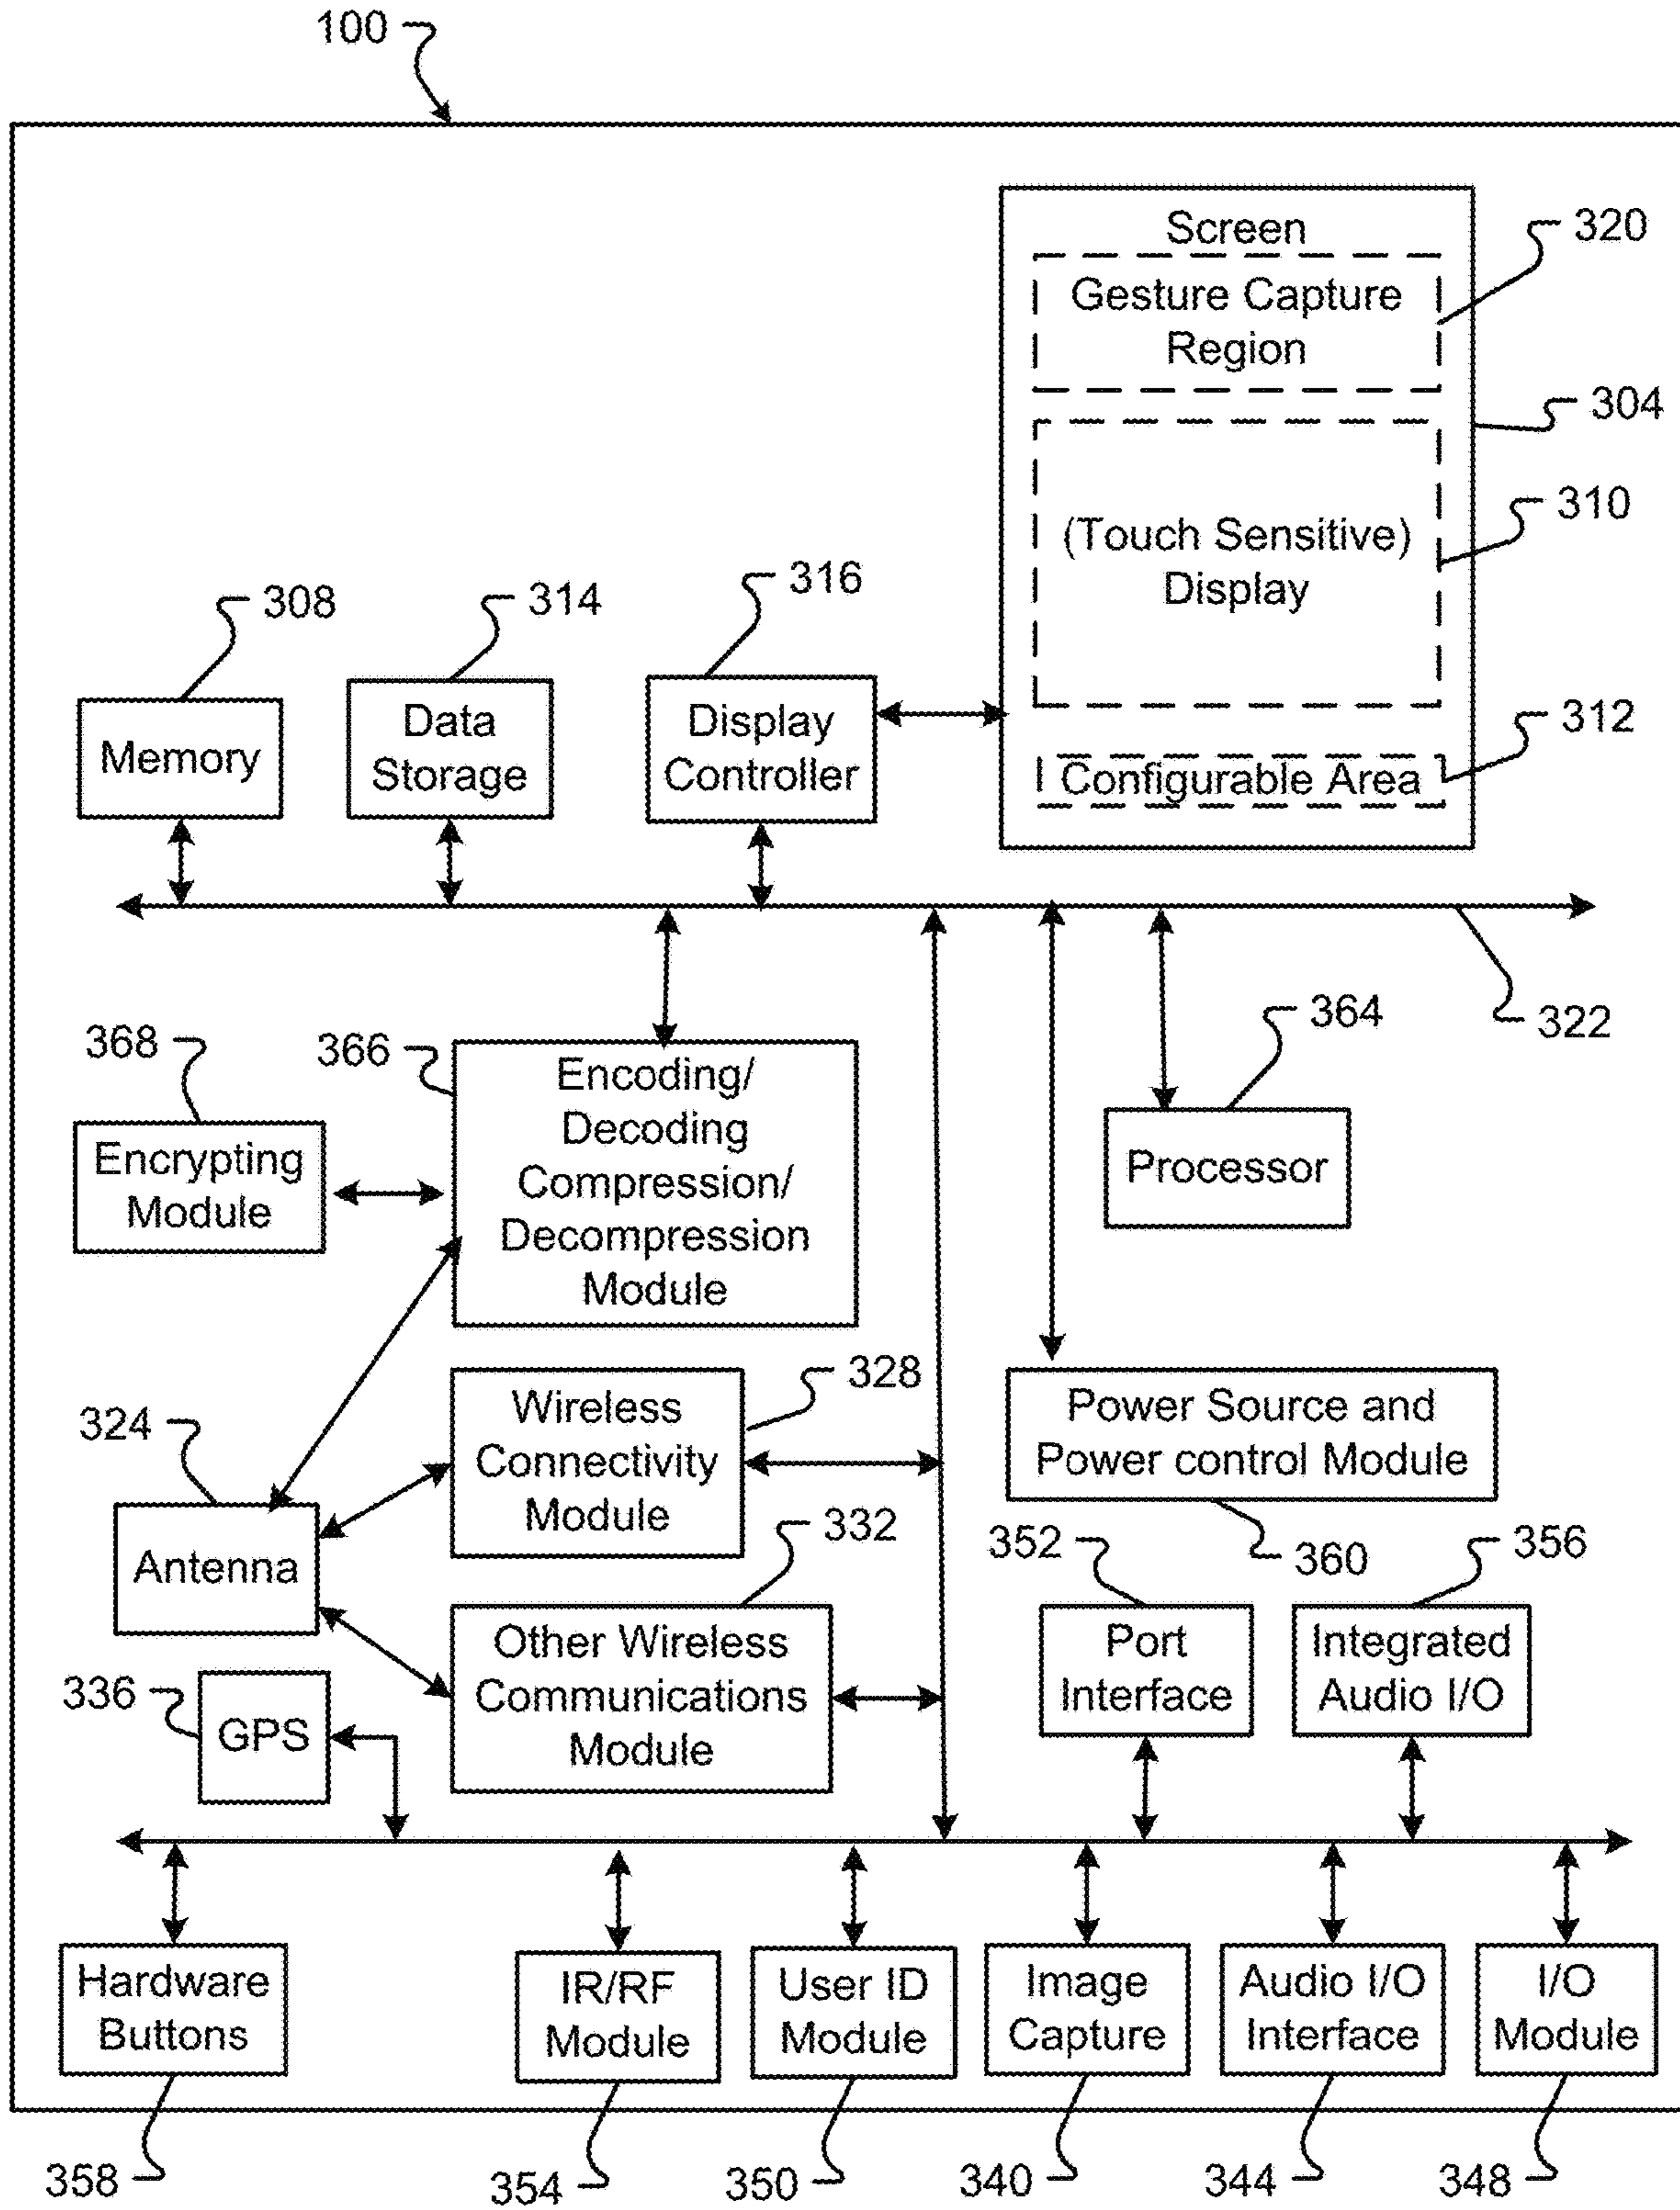 100
Screen
320
Gesture Capture
Region
304
310
(Touch Sensitive)
Display
316
308
314
312
Memory
Data
Storage
Display
Controller
Configurable Area
322
364
368
366
Encoding/
Decoding
Compression/
Decompression
Module
Encrypting
Module
Processor
328
324
Wireless
Connectivity
Module
Power Source and
Power control Module
332
352
360
356
Antenna
Other Wireless
Communications
Module
Port
Interface
Integrated
Audio I/O
336
GPS
Hardware
Buttons
IR/RF
Module
User ID
Module
Image
Capture
Audio I/O
Interface
I/O
Module
358
354
350
340
344
348